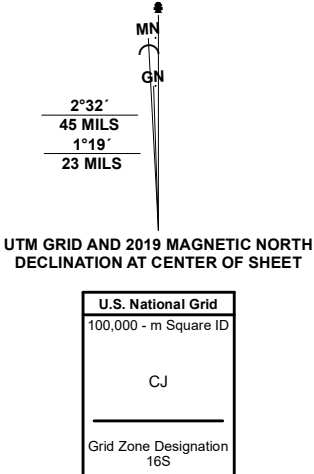 MN
GN
2°32´
45 MILS
1°19´
23 MILS
UTM GRID AND 2019 MAGNETIC NORTH
DECLINATION AT CENTER OF SHEET
U.S. National Grid
100,000 - m Square ID
CJ
Grid Zone Designation
16S